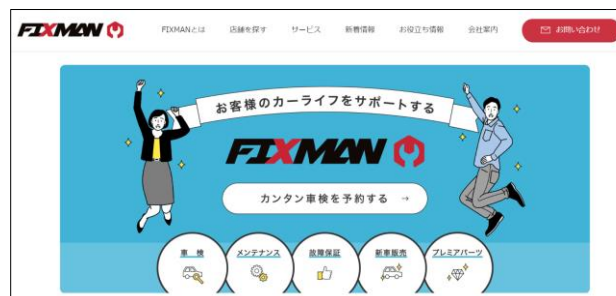 FIXMAN
FIXMANとは 店舗を探す サービス 新着情報 お役立ち情報 会社案内 お問い合わせ
お客様のカーライフをサポートする
FIXMAN
カンタン車検を予約する →
車検 メンテナンス 故障保証 新車販売 プレミアパーツ